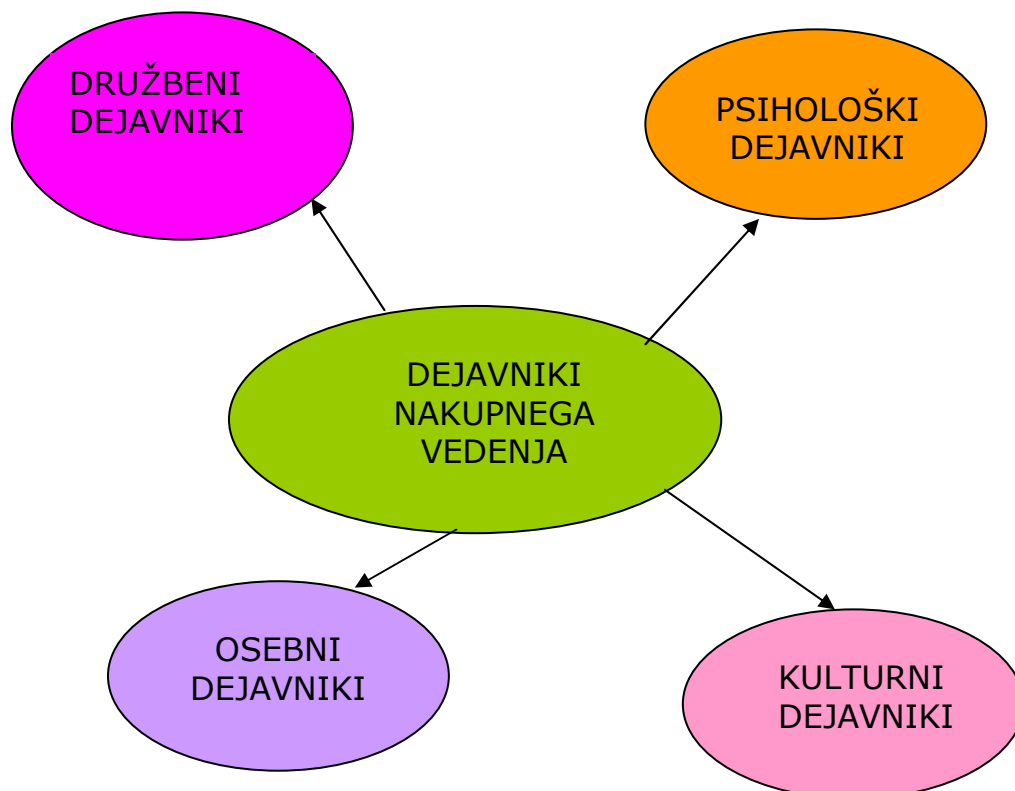 DRUŽBENI
DEJAVNIKI
PSIHOLOŠKI
DEJAVNIKI
DEJAVNIKI
NAKUPNEGA
VEDENJA
OSEBNI
DEJAVNIKI
KULTURNI
DEJAVNIKI